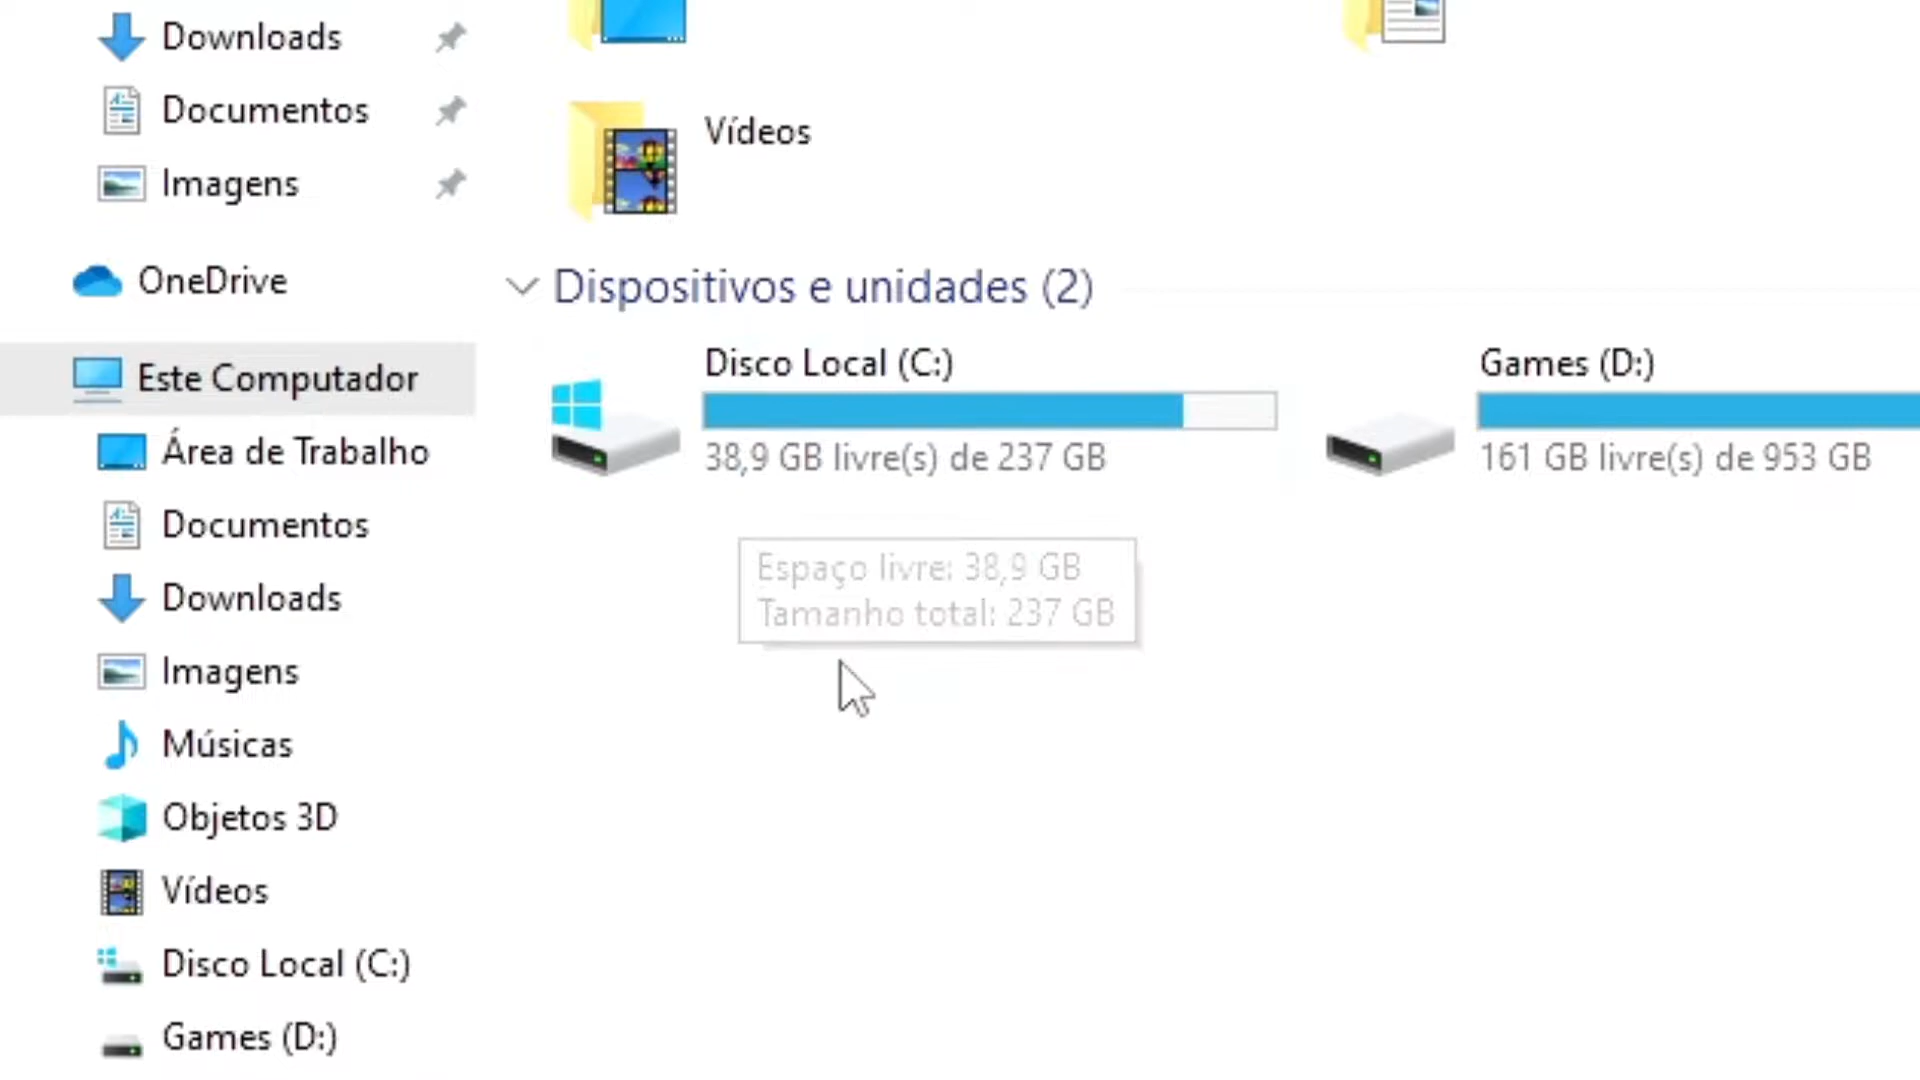 Downloads
Documentos
Imagens
OneDrive
Este Computador
Área de Trabalho
Documentos
Downloads
Imagens
Músicas
Objetos 3D
Vídeos
Disco Local (C:)
Games (D:)
Vídeos
Dispositivos e unidades (2)
Disco Local (C:)
38,9 GB livre(s) de 237 GB
Games (D:)
161 GB livre(s) de 953 GB
Espaço livre: 38,9 GB
Tamanho total: 237 GB